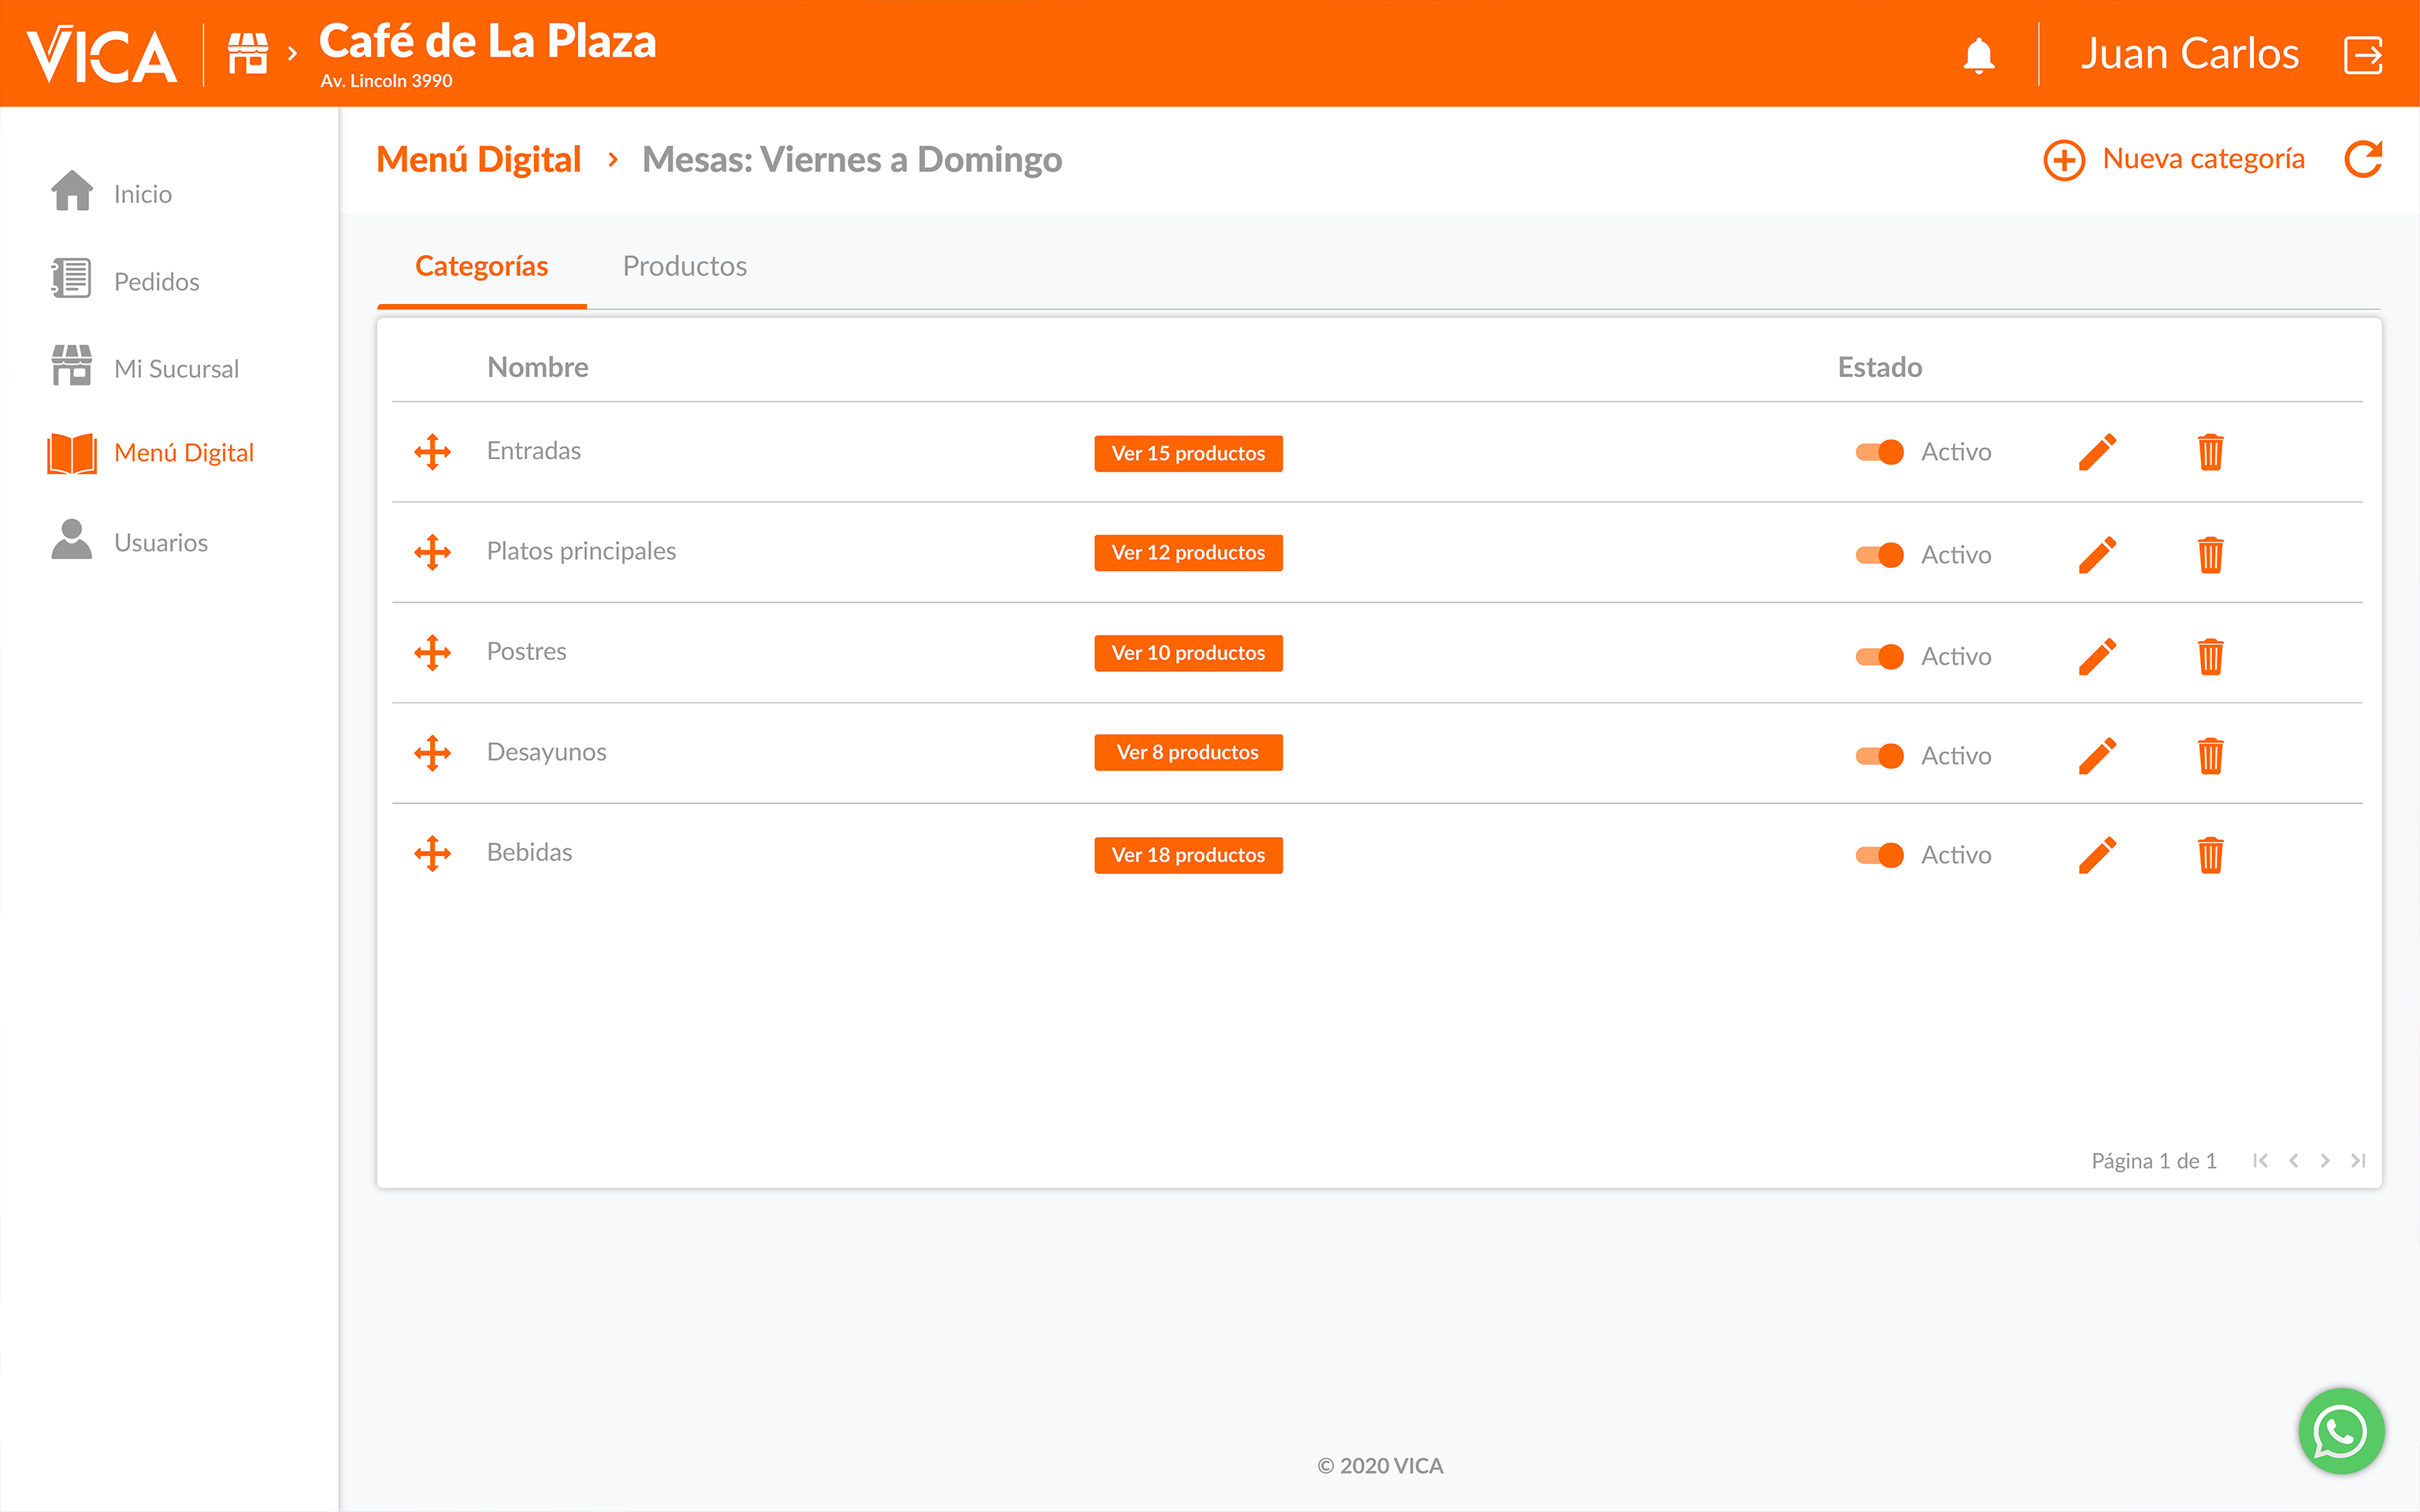 VICA
Café de La Plaza
Av. Lincoln 3990
Juan Carlos
Inicio
Pedidos
Mi Sucursal
Menú Digital
Usuarios
Menú Digital > Mesas: Viernes a Domingo
Nueva categoría
Categorías Productos
Nombre Estado
Entradas Ver 15 productos Activo
Platos principales Ver 12 productos Activo
Postres Ver 10 productos Activo
Desayunos Ver 8 productos Activo
Bebidas Ver 18 productos Activo
Página 1 de 1
© 2020 VICA